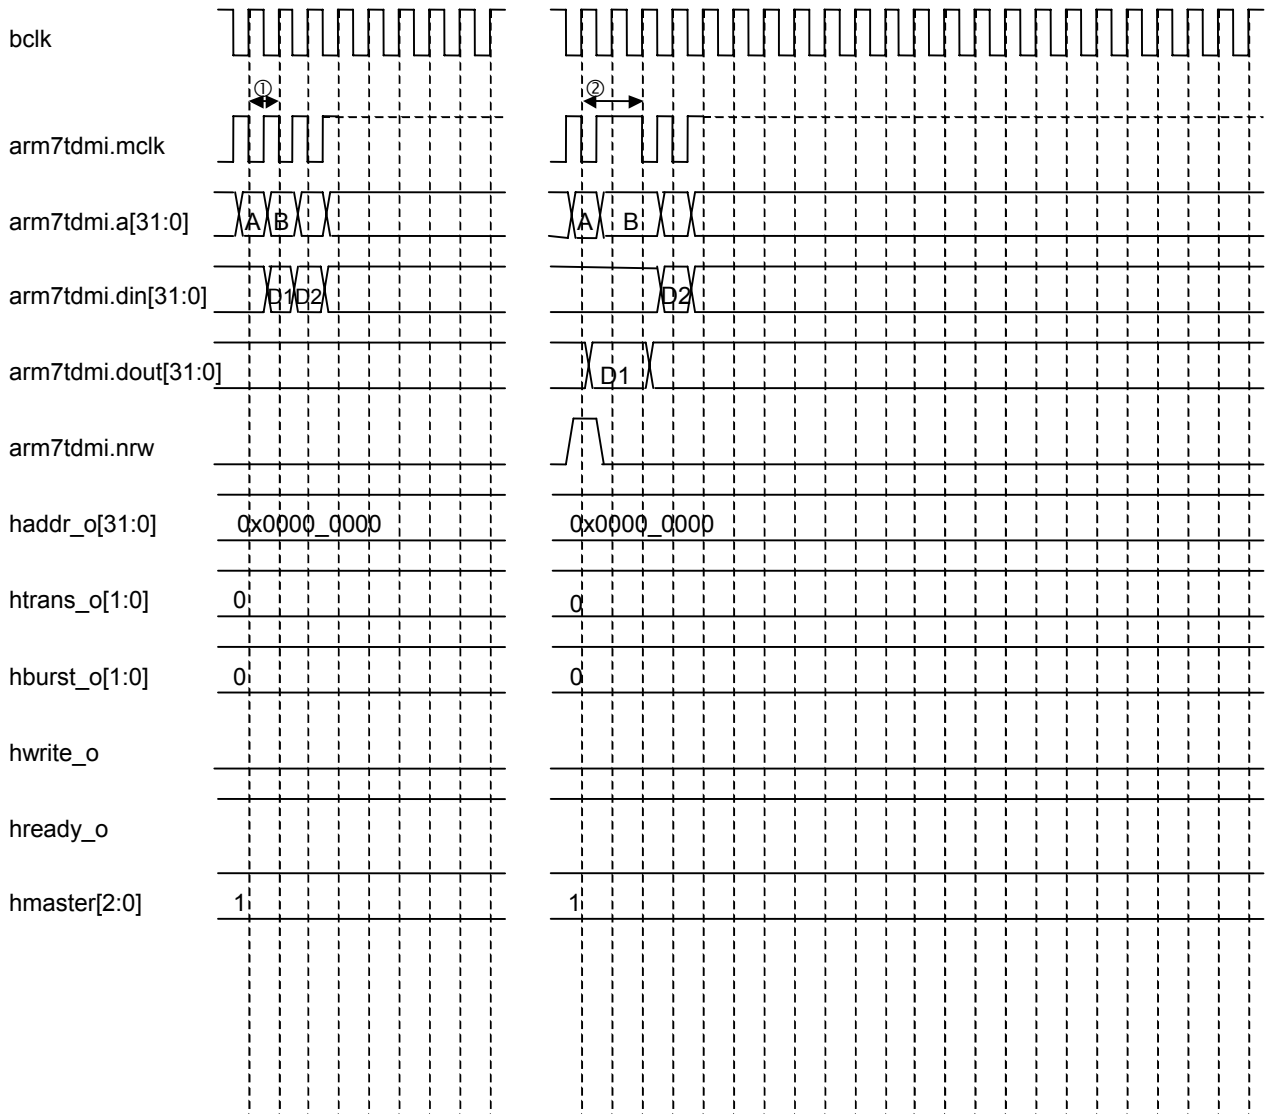 bclk
① ②
arm7tdmi.mclk
arm7tdmi.a[31:0] A B A B
arm7tdmi.din[31:0] D1 D2 D2
arm7tdmi.dout[31:0] D1
arm7tdmi.nrw
haddr_o[31:0] 0x0000_0000 0x0000_0000
htrans_o[1:0] 0 0
hburst_o[1:0] 0 0
hwrite_o
hready_o
hmaster[2:0] 1 1